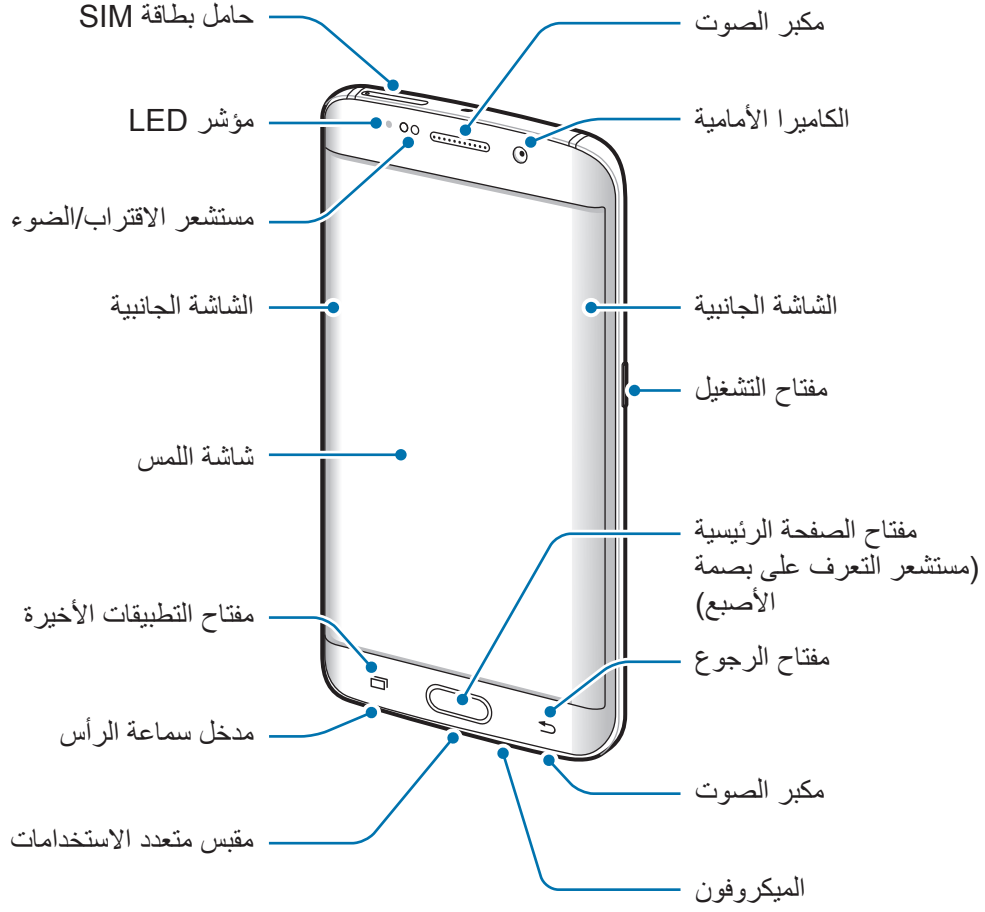 مكبر الصوت
الكاميرا الأمامية
الشاشة الجانبية
مفتاح التشغيل
مفتاح الصفحة الرئيسية
(مستشعر التعرف على بصمة
الأصبع)
مفتاح الرجوع
مكبر الصوت
الميكروفون
حامل بطاقة SIM
مؤشر LED
مستشعر الاقتراب/الضوء
الشاشة الجانبية
شاشة اللمس
مفتاح التطبيقات الأخيرة
مدخل سماعة الرأس
مقبس متعدد الاستخدامات